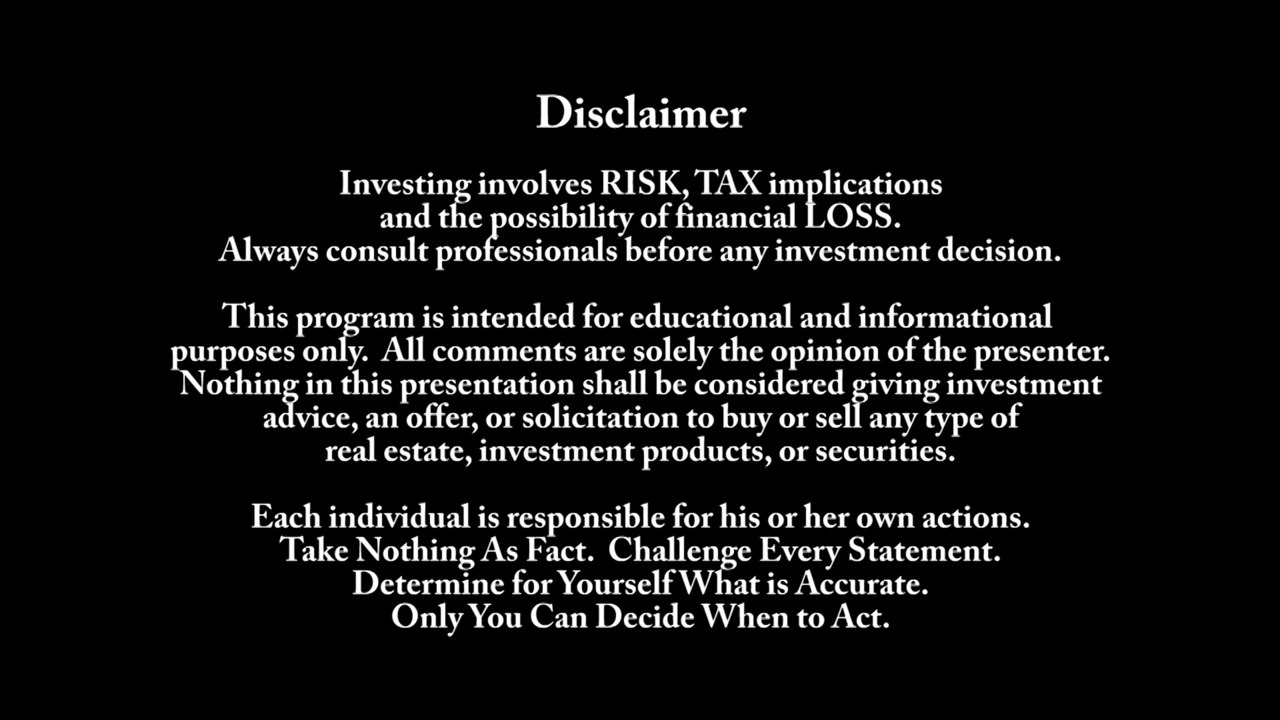 Disclaimer
Investing involves RISK, TAX implications
and the possibility of financial LOSS.
Always consult professionals before any investment decision.
This program is intended for educational and informational
purposes only.  All comments are solely the opinion of the presenter.
Nothing in this presentation shall be considered giving investment
advice, an offer, or solicitation to buy or sell any type of
real estate, investment products, or securities.
Each individual is responsible for his or her own actions.
Take Nothing As Fact.  Challenge Every Statement.
Determine for Yourself What is Accurate.
Only You Can Decide When to Act.